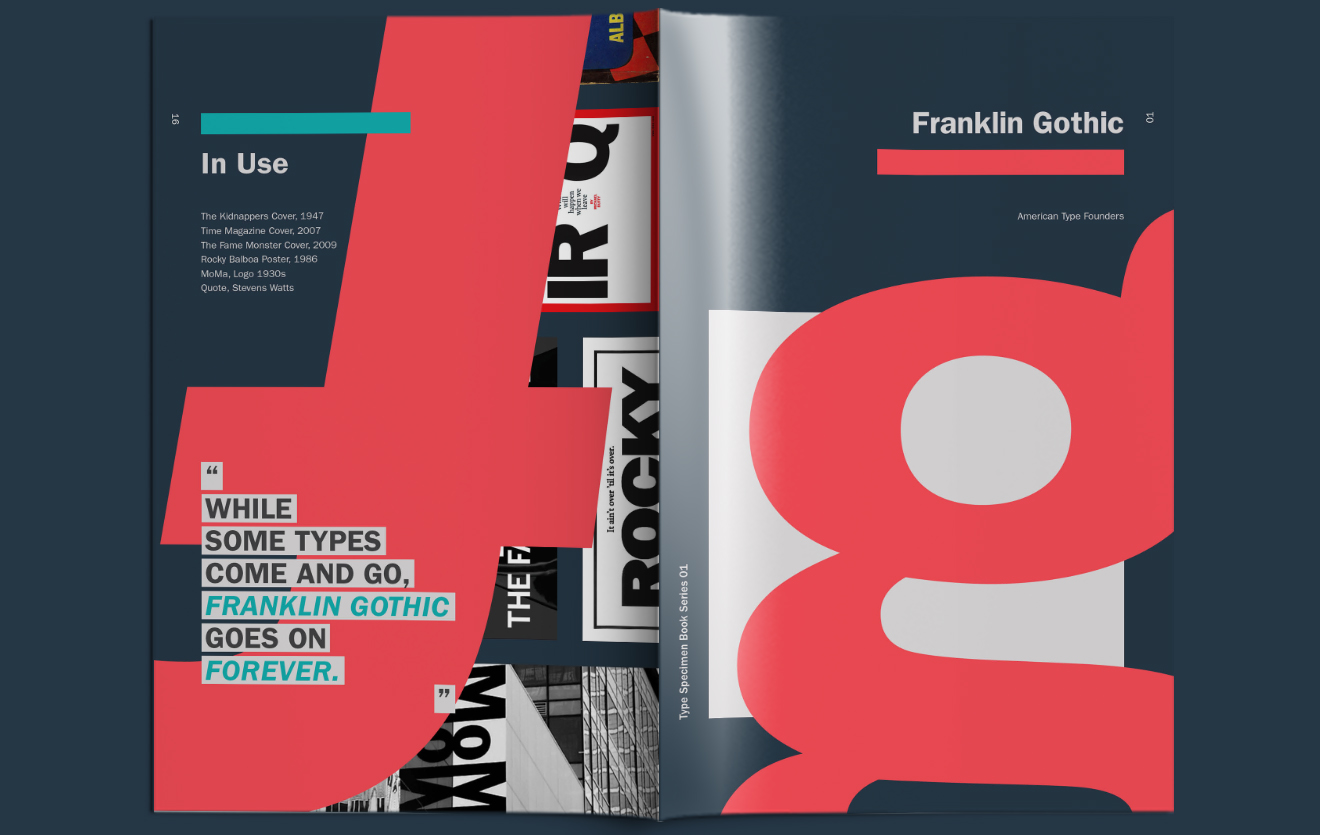 16
In Use
The Kidnappers Cover, 1947
Time Magazine Cover, 2007
The Fame Monster Cover, 2009
Rocky Balboa Poster, 1986
MoMa, Logo 1930s
Quote, Stevens Watts
“
WHILE
SOME TYPES
COME AND GO,
FRANKLIN GOTHIC
GOES ON
FOREVER.
”
ALB
IR Q
will
happen
when we
leave
THE FA
It ain't over 'til it's over.
ROCKY
MoM
MoM
Franklin Gothic
01
American Type Founders
Type Specimen Book Series 01
g